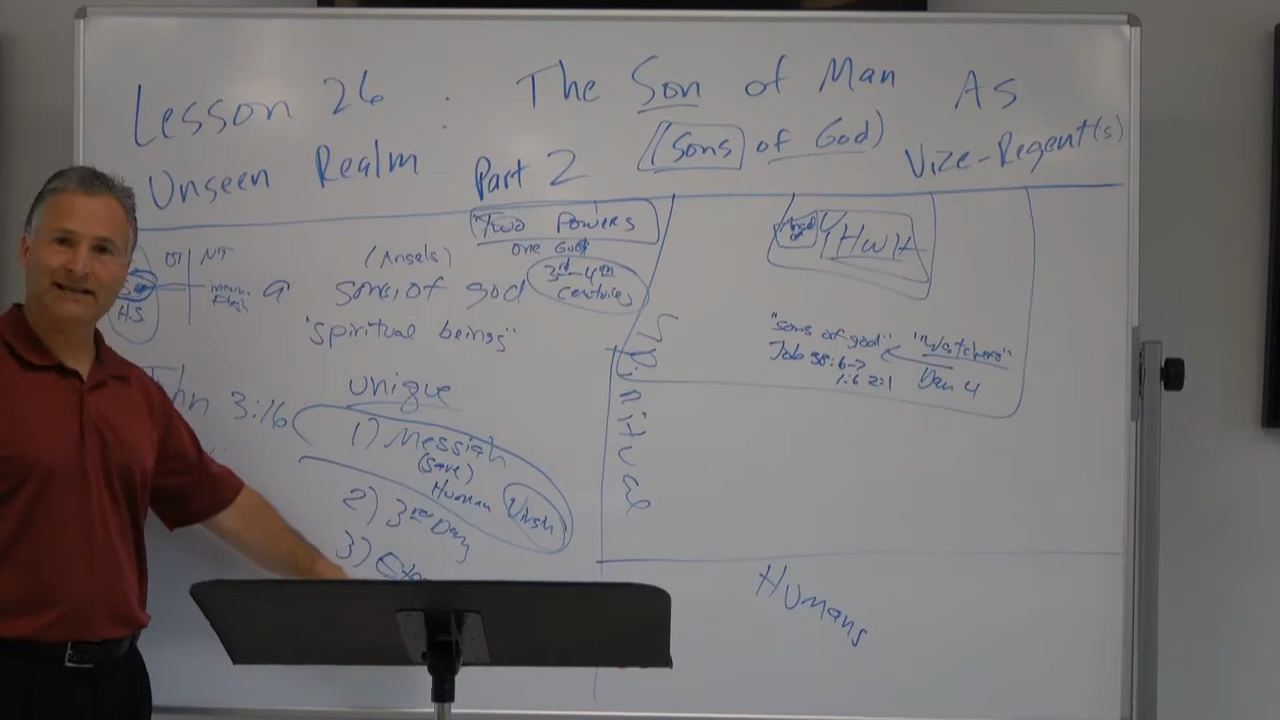 Lesson 26 : The Son of Man As
Unseen Realm Part 2 (Sons of God) Vize-Regent(s)
"Two Powers
one God
3rd-4th
centuries
OT NT
H.S.
a
(Angels)
sons, of god
"spiritual beings"
John 3:16
unique
1) Messiah
(save)
Human
2) 3rd Day
3)
Spiritual
YHWH
"sons of god" "Watchers"
Job 38:6-7 Dan 4
1:6 2:1
Humans